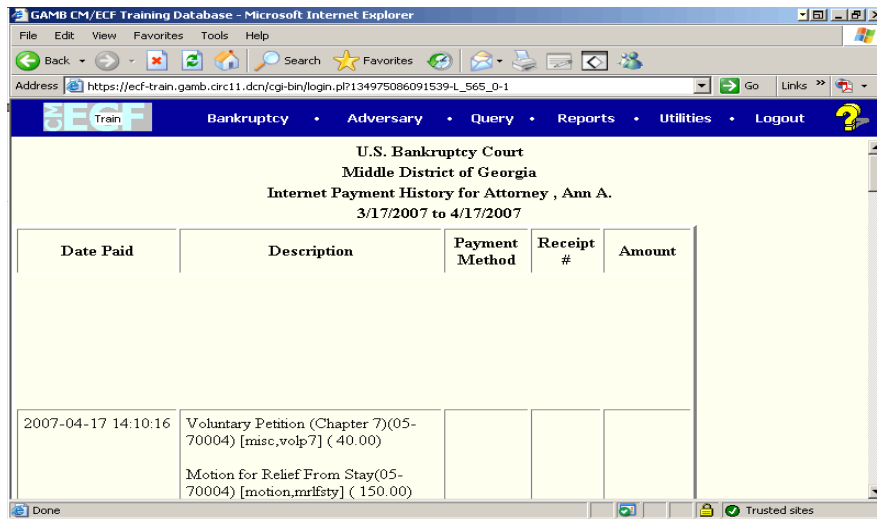 GAMB CM/ECF Training Database - Microsoft Internet Explorer
File Edit View Favorites Tools Help
Back Search Favorites
Address https://ecf-train.gamb.circ11.dcn/cgi-bin/login.pl?134975086091539-L_565_0-1 Go Links »
CM ECF Train Bankruptcy • Adversary • Query • Reports • Utilities • Logout ?
U.S. Bankruptcy Court
Middle District of Georgia
Internet Payment History for Attorney , Ann A.
3/17/2007 to 4/17/2007
Date Paid Description Payment Method Receipt # Amount
2007-04-17 14:10:16 Voluntary Petition (Chapter 7)(05-
70004) [misc,volp7] ( 40.00)
Motion for Relief From Stay(05-
70004) [motion,mrlfsty] ( 150.00)
Done Trusted sites